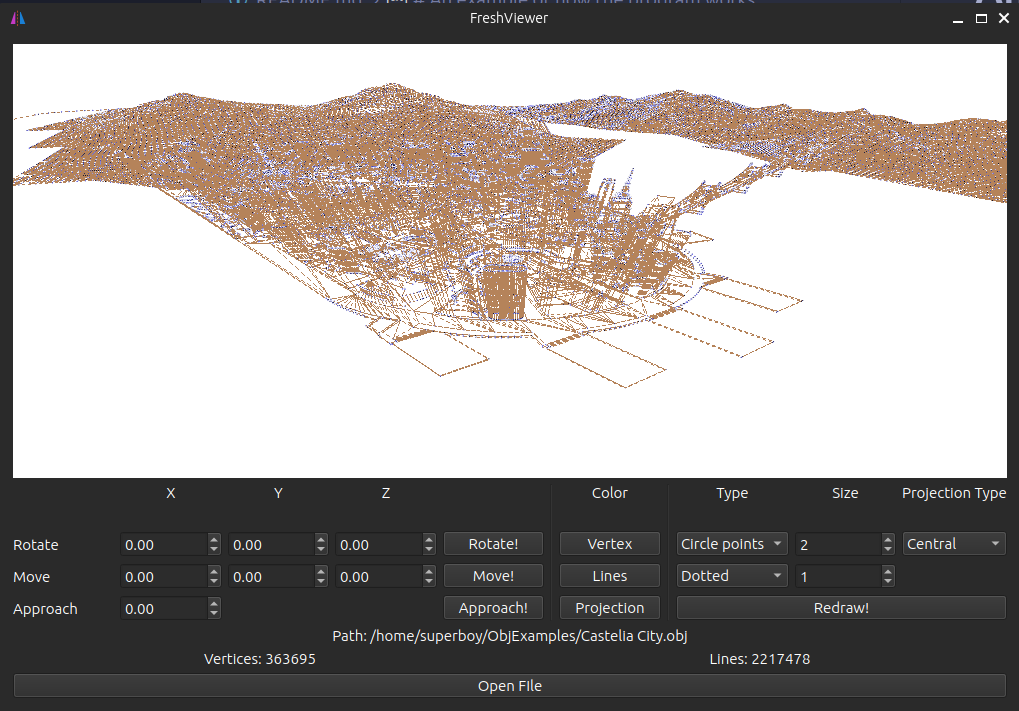 FreshViewer
X Y Z Color Type Size Projection Type
Rotate 0.00 0.00 0.00 Rotate! Vertex Circle points 2 Central
Move 0.00 0.00 0.00 Move! Lines Dotted 1
Approach 0.00 Approach! Projection Redraw!
Path: /home/superboy/ObjExamples/Castelia City.obj
Vertices: 363695 Lines: 2217478
Open FIle